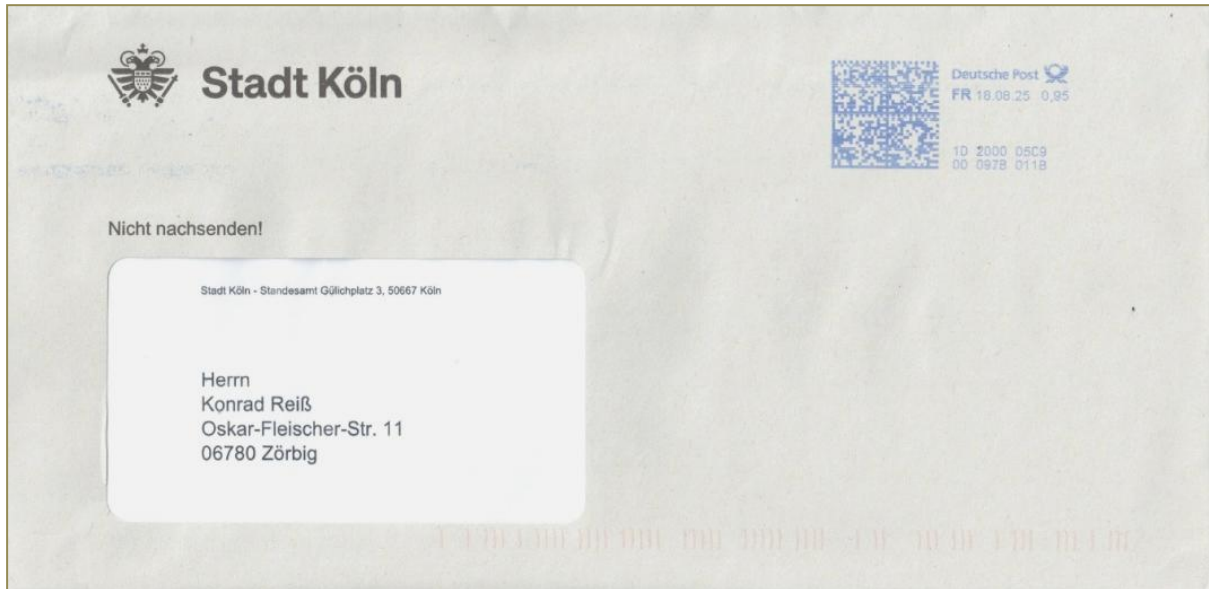 Stadt Köln
Deutsche Post
FR 18.08.25 0,95
1D 2000 05C9
00 097B 011B
Nicht nachsenden!
Stadt Köln - Standesamt Gülichplatz 3, 50667 Köln
Herrn
Konrad Reiß
Oskar-Fleischer-Str. 11
06780 Zörbig